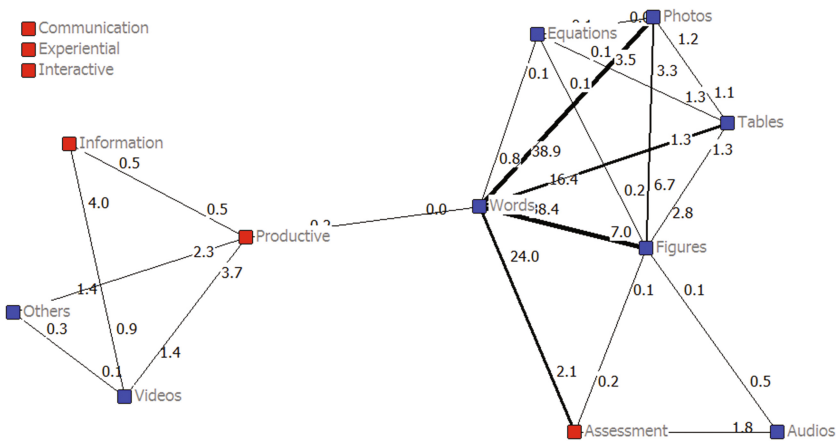 Communication
Experiential
Interactive
Photos
Equations
0.1
3.5
1.2
0.1
3.3
0.1
0.1
1.3
1.1
Tables
Information
0.5
1.3
1.3
0.8
38.9
16.4
0.2
6.7
4.0
0.5
0.0
Words
2.8
Productive
7.0
Figures
2.3
3.7
24.0
1.4
0.1
0.1
Others
0.3
0.9
1.4
0.1
2.1
0.2
0.5
Videos
Assessment
1.8
Audios